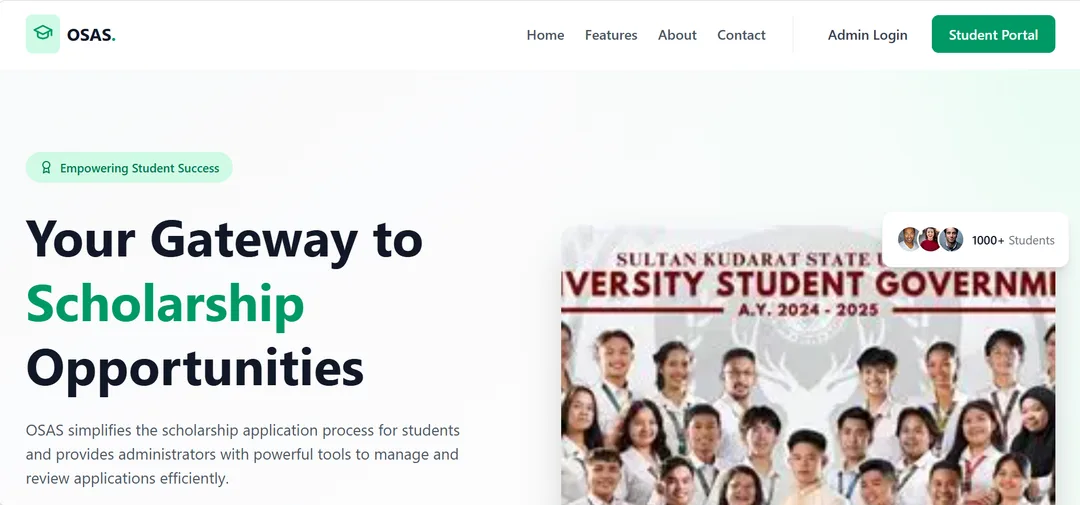 OSAS.
Home
Features
About
Contact
Admin Login
Student Portal
Empowering Student Success
Your Gateway to
Scholarship
Opportunities
OSAS simplifies the scholarship application process for students
and provides administrators with powerful tools to manage and
review applications efficiently.
1000+ Students
SULTAN KUDARAT STATE U
IVERSITY STUDENT GOVERNM
A.Y. 2024 - 2025